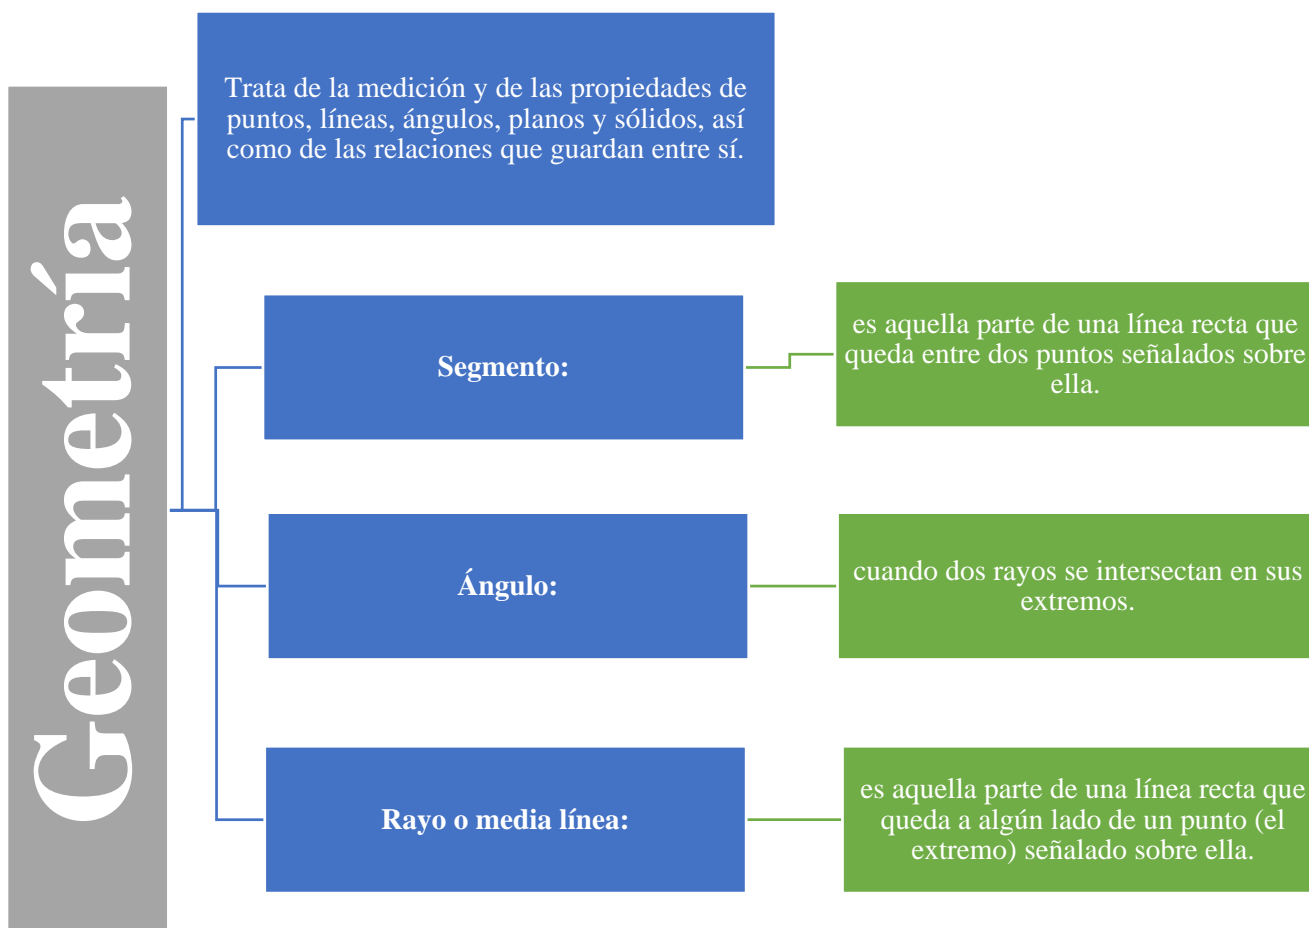 Geometría
Trata de la medición y de las propiedades de
puntos, líneas, ángulos, planos y sólidos, así
como de las relaciones que guardan entre sí.
Segmento:
es aquella parte de una línea recta que
queda entre dos puntos señalados sobre
ella.
Ángulo:
cuando dos rayos se intersectan en sus
extremos.
Rayo o media línea:
es aquella parte de una línea recta que
queda a algún lado de un punto (el
extremo) señalado sobre ella.